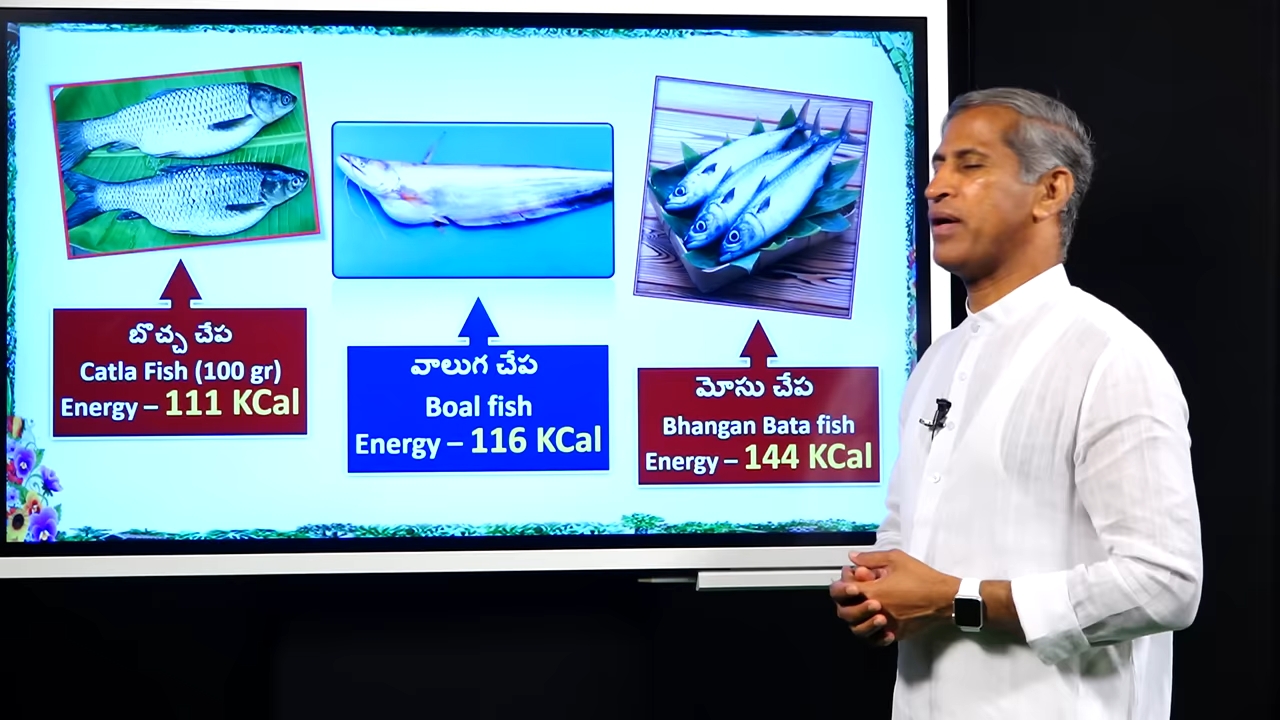 బొచ్చ చేప
Catla Fish (100 gr)
Energy – 111 KCal
వాలుగ చేప
Boal fish
Energy – 116 KCal
మోసు చేప
Bhangan Bata fish
Energy – 144 KCal